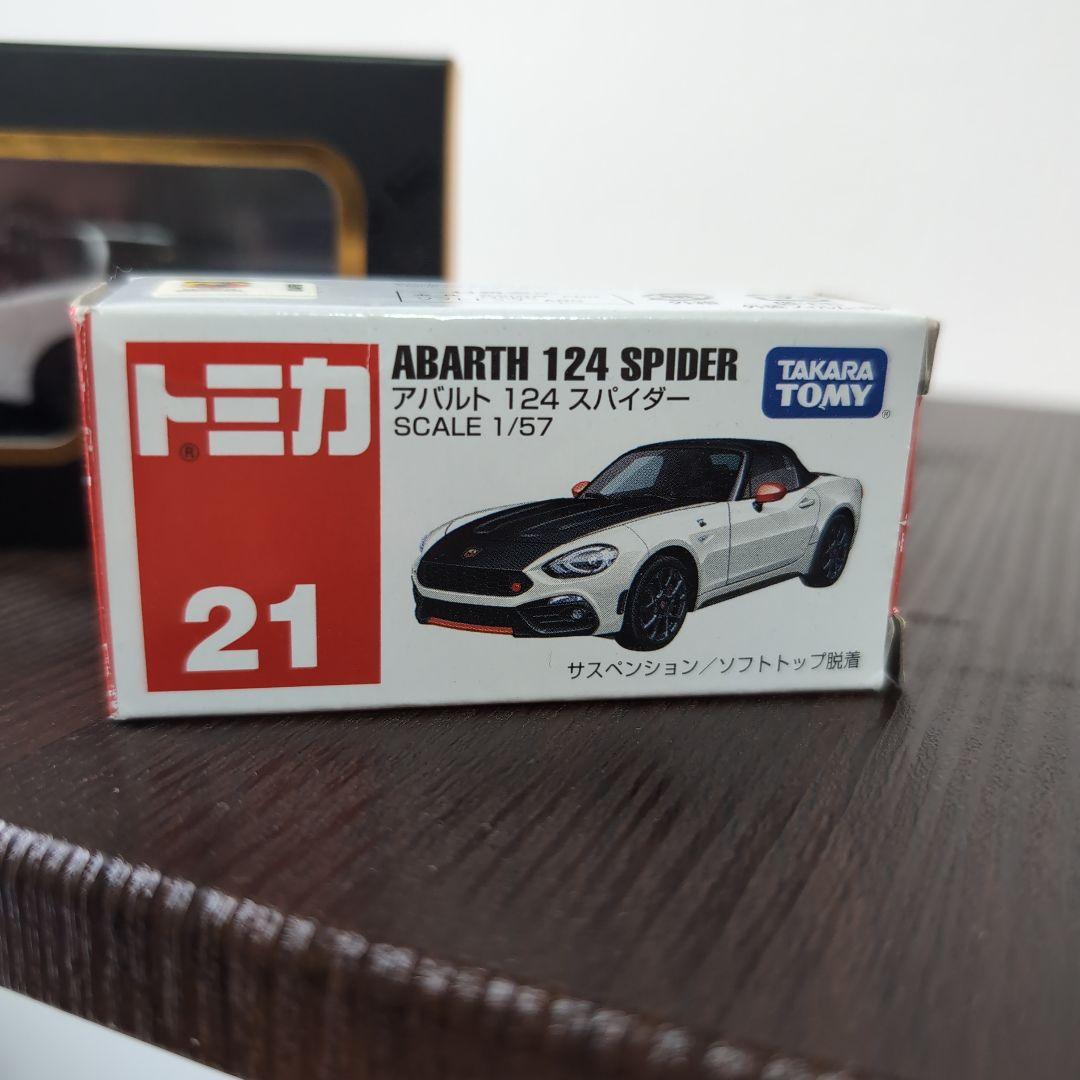 トミカ
®
21
ABARTH 124 SPIDER
アバルト 124 スパイダー
SCALE 1/57
TAKARA
TOMY
®
サスペンション/ソフトトップ脱着